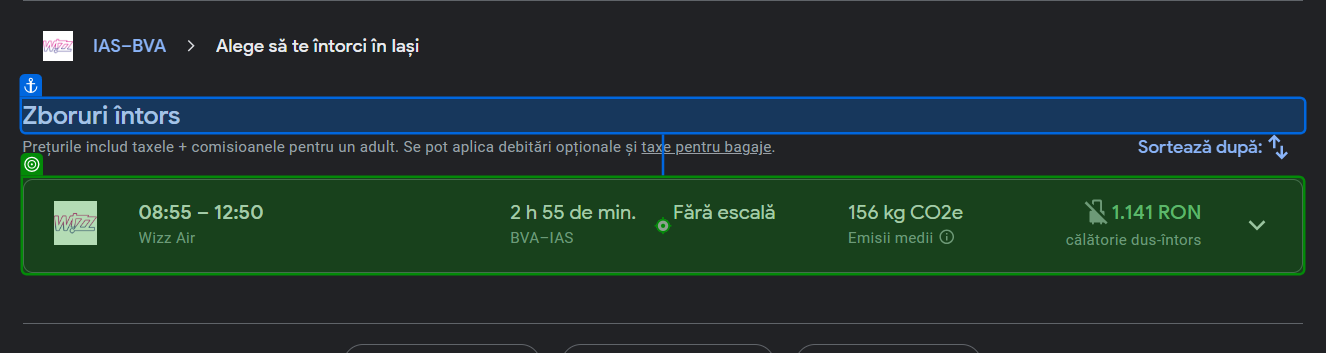 WIZZ IAS–BVA > Alege să te întorci în Iași
Zboruri întors
Prețurile includ taxele + comisioanele pentru un adult. Se pot aplica debitări opționale și taxe pentru bagaje.
Sortează după:
WIZZ 08:55 – 12:50 2 h 55 de min. Fără escală 156 kg CO2e 1.141 RON
Wizz Air BVA–IAS Emisii medii călătorie dus-întors